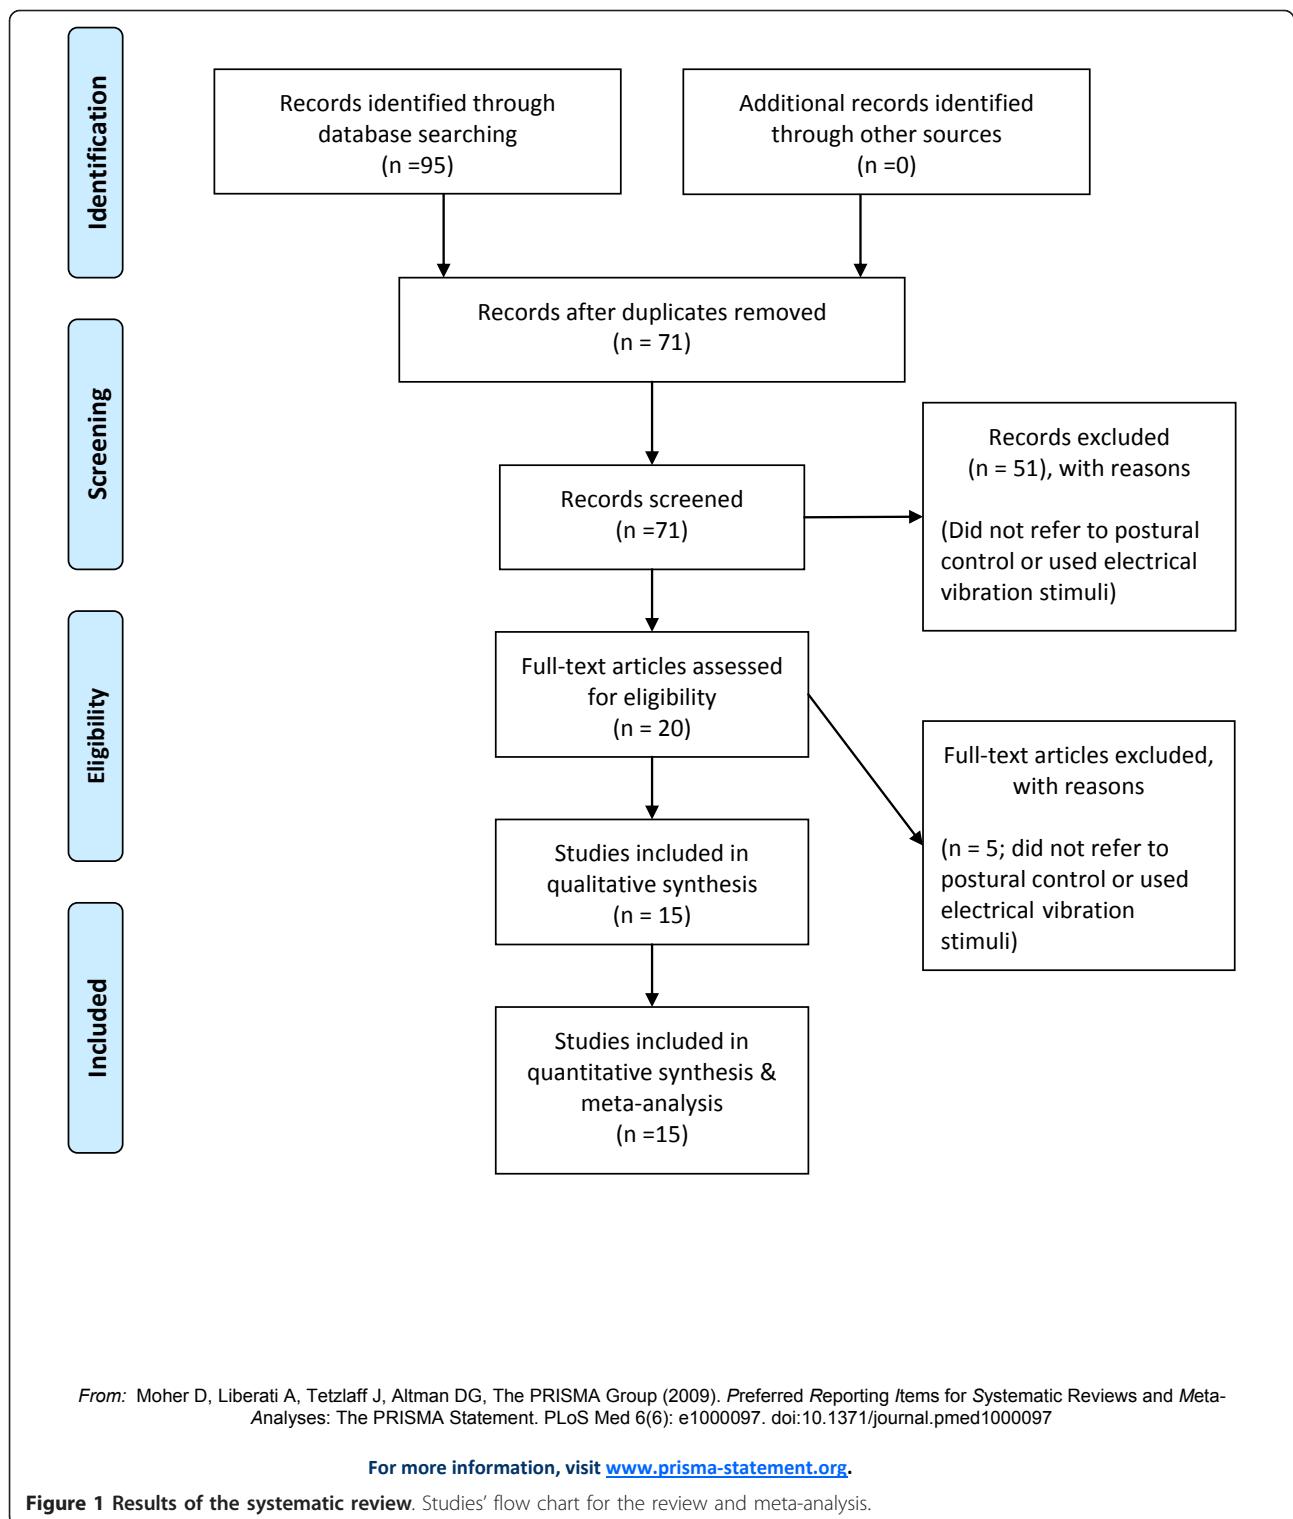 Identification
Records identified through
database searching
(n =95)
Additional records identified
through other sources
(n =0)
Records after duplicates removed
(n = 71)
Screening
Records screened
(n =71)
Records excluded
(n = 51), with reasons
(Did not refer to postural
control or used electrical
vibration stimuli)
Eligibility
Full-text articles assessed
for eligibility
(n = 20)
Full-text articles excluded,
with reasons
(n = 5; did not refer to
postural control or used
electrical vibration
stimuli)
Studies included in
qualitative synthesis
(n = 15)
Included
Studies included in
quantitative synthesis &
meta-analysis
(n =15)
From: Moher D, Liberati A, Tetzlaff J, Altman DG, The PRISMA Group (2009). Preferred Reporting Items for Systematic Reviews and Meta-
Analyses: The PRISMA Statement. PLoS Med 6(6): e1000097. doi:10.1371/journal.pmed1000097
For more information, visit www.prisma-statement.org.
Figure 1 Results of the systematic review. Studies’ flow chart for the review and meta-analysis.